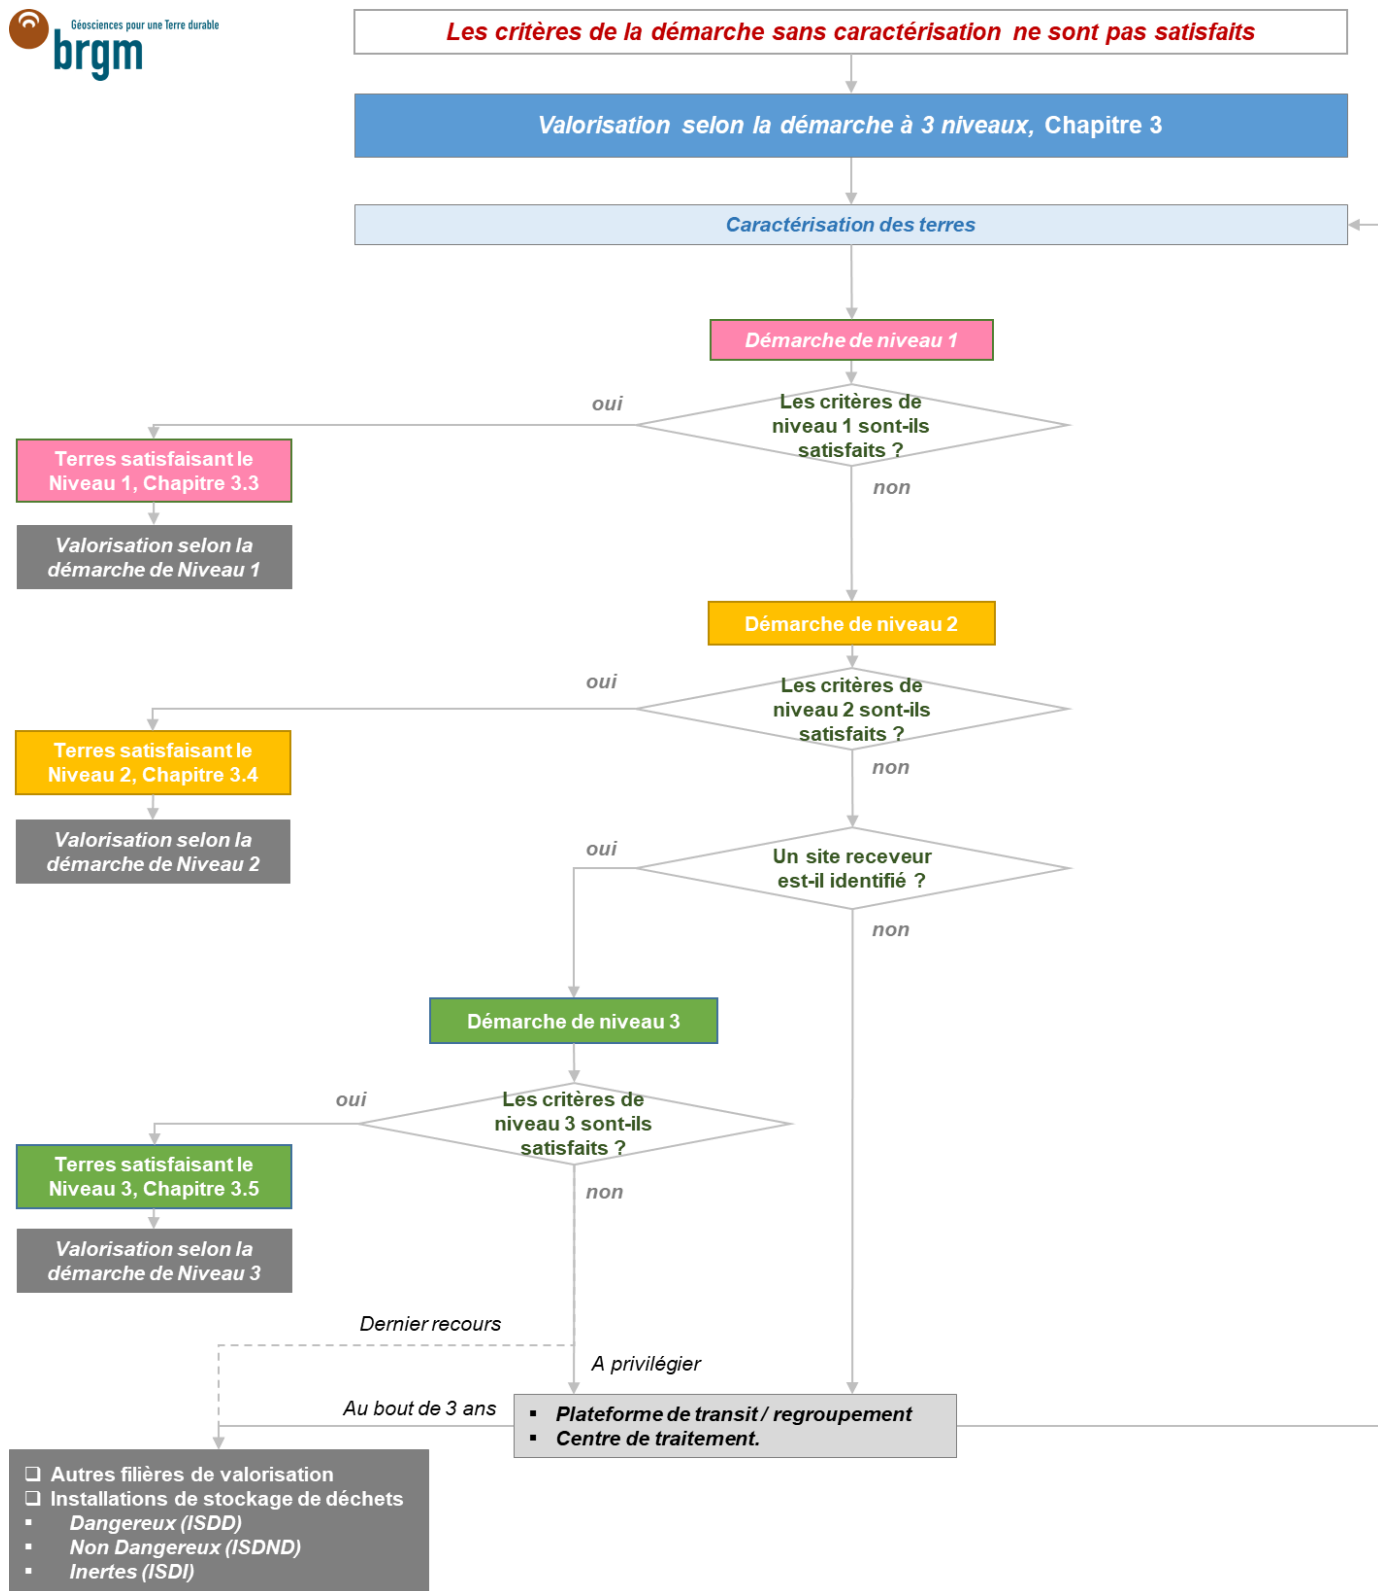 Géosciences pour une Terre durable
brgm
Les critères de la démarche sans caractérisation ne sont pas satisfaits
Valorisation selon la démarche à 3 niveaux, Chapitre 3
Caractérisation des terres
Démarche de niveau 1
oui
Les critères de
niveau 1 sont-ils
satisfaits ?
non
Terres satisfaisant le
Niveau 1, Chapitre 3.3
Valorisation selon la
démarche de Niveau 1
Démarche de niveau 2
oui
Les critères de
niveau 2 sont-ils
satisfaits ?
non
Terres satisfaisant le
Niveau 2, Chapitre 3.4
Valorisation selon la
démarche de Niveau 2
oui
Un site receveur
est-il identifié ?
non
Démarche de niveau 3
oui
Les critères de
niveau 3 sont-ils
satisfaits ?
non
Terres satisfaisant le
Niveau 3, Chapitre 3.5
Valorisation selon la
démarche de Niveau 3
Dernier recours
A privilégier
Au bout de 3 ans
▪ Plateforme de transit / regroupement
▪ Centre de traitement.
❑ Autres filières de valorisation
❑ Installations de stockage de déchets
▪ Dangereux (ISDD)
▪ Non Dangereux (ISDND)
▪ Inertes (ISDI)